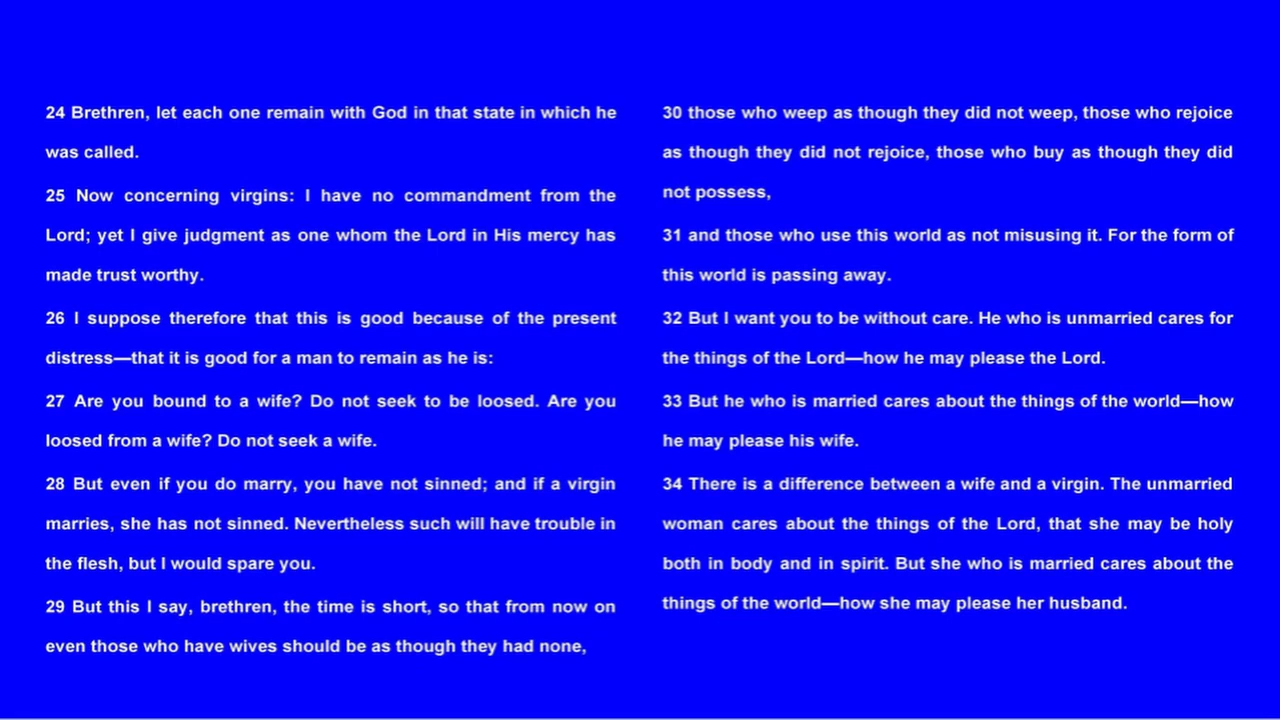 24 Brethren, let each one remain with God in that state in which he
was called.
25 Now concerning virgins: I have no commandment from the
Lord; yet I give judgment as one whom the Lord in His mercy has
made trust worthy.
26 I suppose therefore that this is good because of the present
distress—that it is good for a man to remain as he is:
27 Are you bound to a wife? Do not seek to be loosed. Are you
loosed from a wife? Do not seek a wife.
28 But even if you do marry, you have not sinned; and if a virgin
marries, she has not sinned. Nevertheless such will have trouble in
the flesh, but I would spare you.
29 But this I say, brethren, the time is short, so that from now on
even those who have wives should be as though they had none,
30 those who weep as though they did not weep, those who rejoice
as though they did not rejoice, those who buy as though they did
not possess,
31 and those who use this world as not misusing it. For the form of
this world is passing away.
32 But I want you to be without care. He who is unmarried cares for
the things of the Lord—how he may please the Lord.
33 But he who is married cares about the things of the world—how
he may please his wife.
34 There is a difference between a wife and a virgin. The unmarried
woman cares about the things of the Lord, that she may be holy
both in body and in spirit. But she who is married cares about the
things of the world—how she may please her husband.